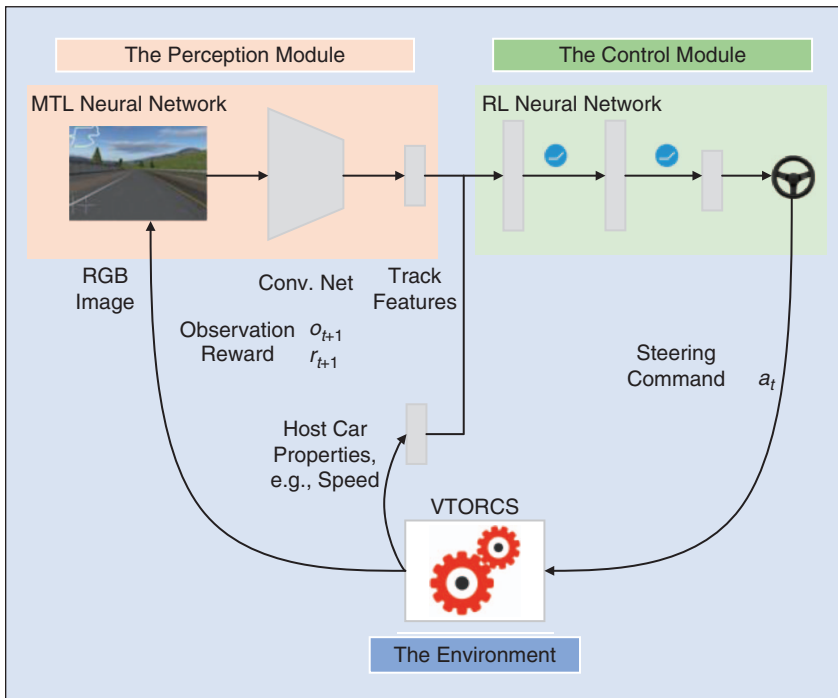 The Perception Module
The Control Module
MTL Neural Network
RL Neural Network
RGB
Image
Conv. Net
Track
Features
Observation o_{t+1}
Reward r_{t+1}
Steering
Command a_t
Host Car
Properties,
e.g., Speed
VTORCS
The Environment